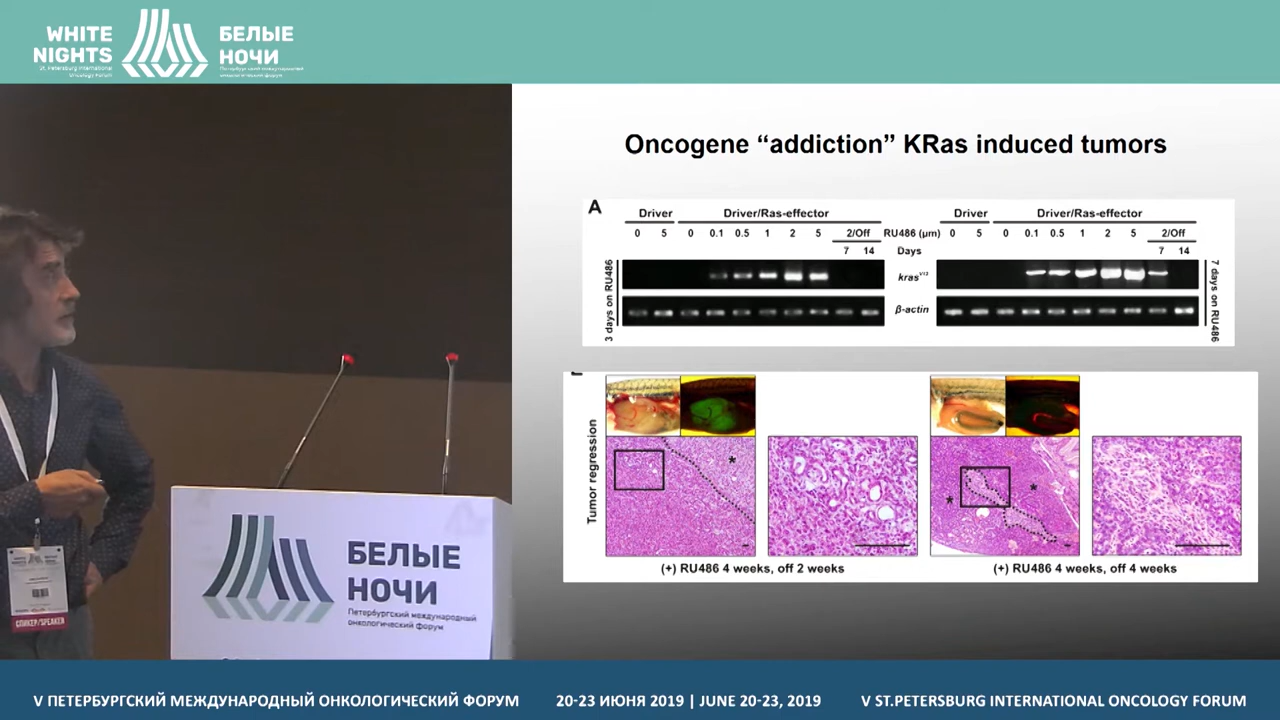 WHITE
NIGHTS
St. Petersburg International
Oncology Forum
БЕЛЫЕ
НОЧИ
Петербургский международный
онкологический форум
Oncogene “addiction” KRas induced tumors
A
Driver Driver/Ras-effector Driver Driver/Ras-effector
0 5 0 0.1 0.5 1 2 5 2/Off RU486 (μm) 0 5 0 0.1 0.5 1 2 5 2/Off
7 14 Days 7 14
3 days on RU486
krasV12
β-actin
7 days on RU486
Tumor regression
*
* *
(+) RU486 4 weeks, off 2 weeks (+) RU486 4 weeks, off 4 weeks
БЕЛЫЕ
НОЧИ
Петербургский международный
онкологический форум
СПИКЕР/SPEAKER
V ПЕТЕРБУРГСКИЙ МЕЖДУНАРОДНЫЙ ОНКОЛОГИЧЕСКИЙ ФОРУМ 20-23 ИЮНЯ 2019 | JUNE 20-23, 2019 V ST.PETERSBURG INTERNATIONAL ONCOLOGY FORUM